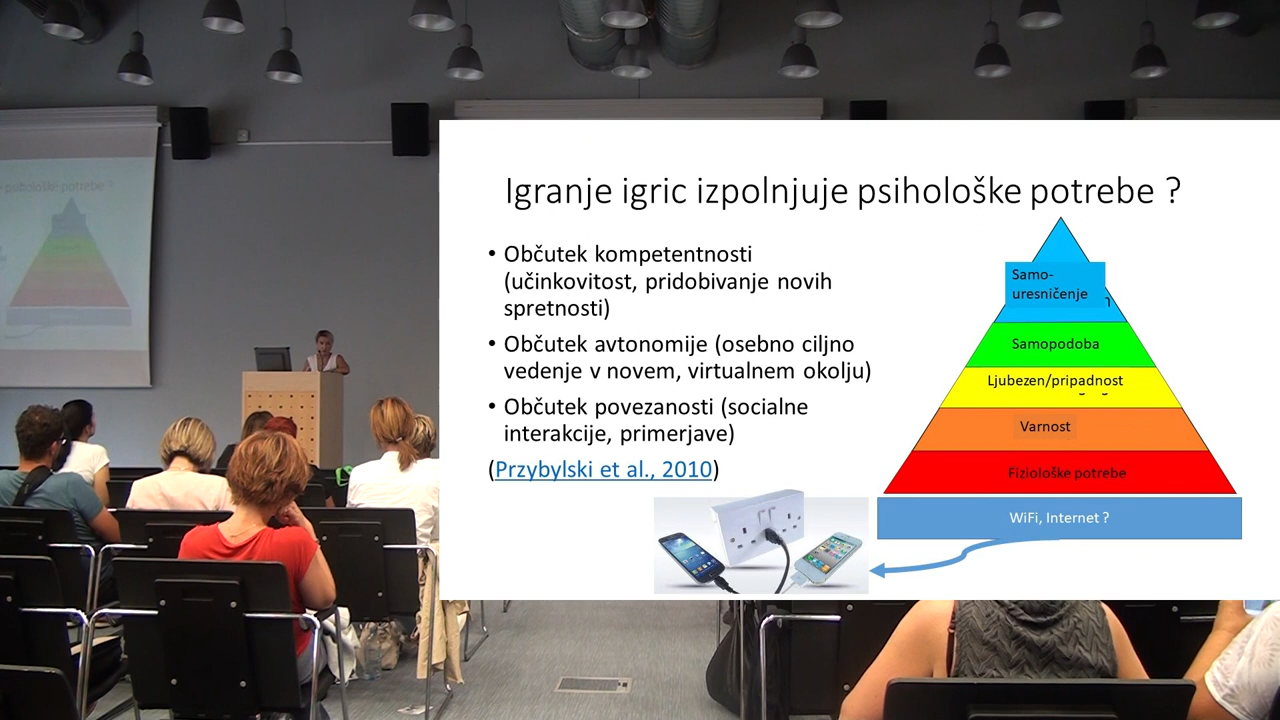 psihološke potrebe ?
Igranje igric izpolnjuje psihološke potrebe ?
• Občutek kompetentnosti
(učinkovitost, pridobivanje novih
spretnosti)
• Občutek avtonomije (osebno ciljno
vedenje v novem, virtualnem okolju)
• Občutek povezanosti (socialne
interakcije, primerjave)
(Przybylski et al., 2010)
Samo-
uresničenje
Samopodoba
Ljubezen/pripadnost
Varnost
Fiziološke potrebe
WiFi, Internet ?